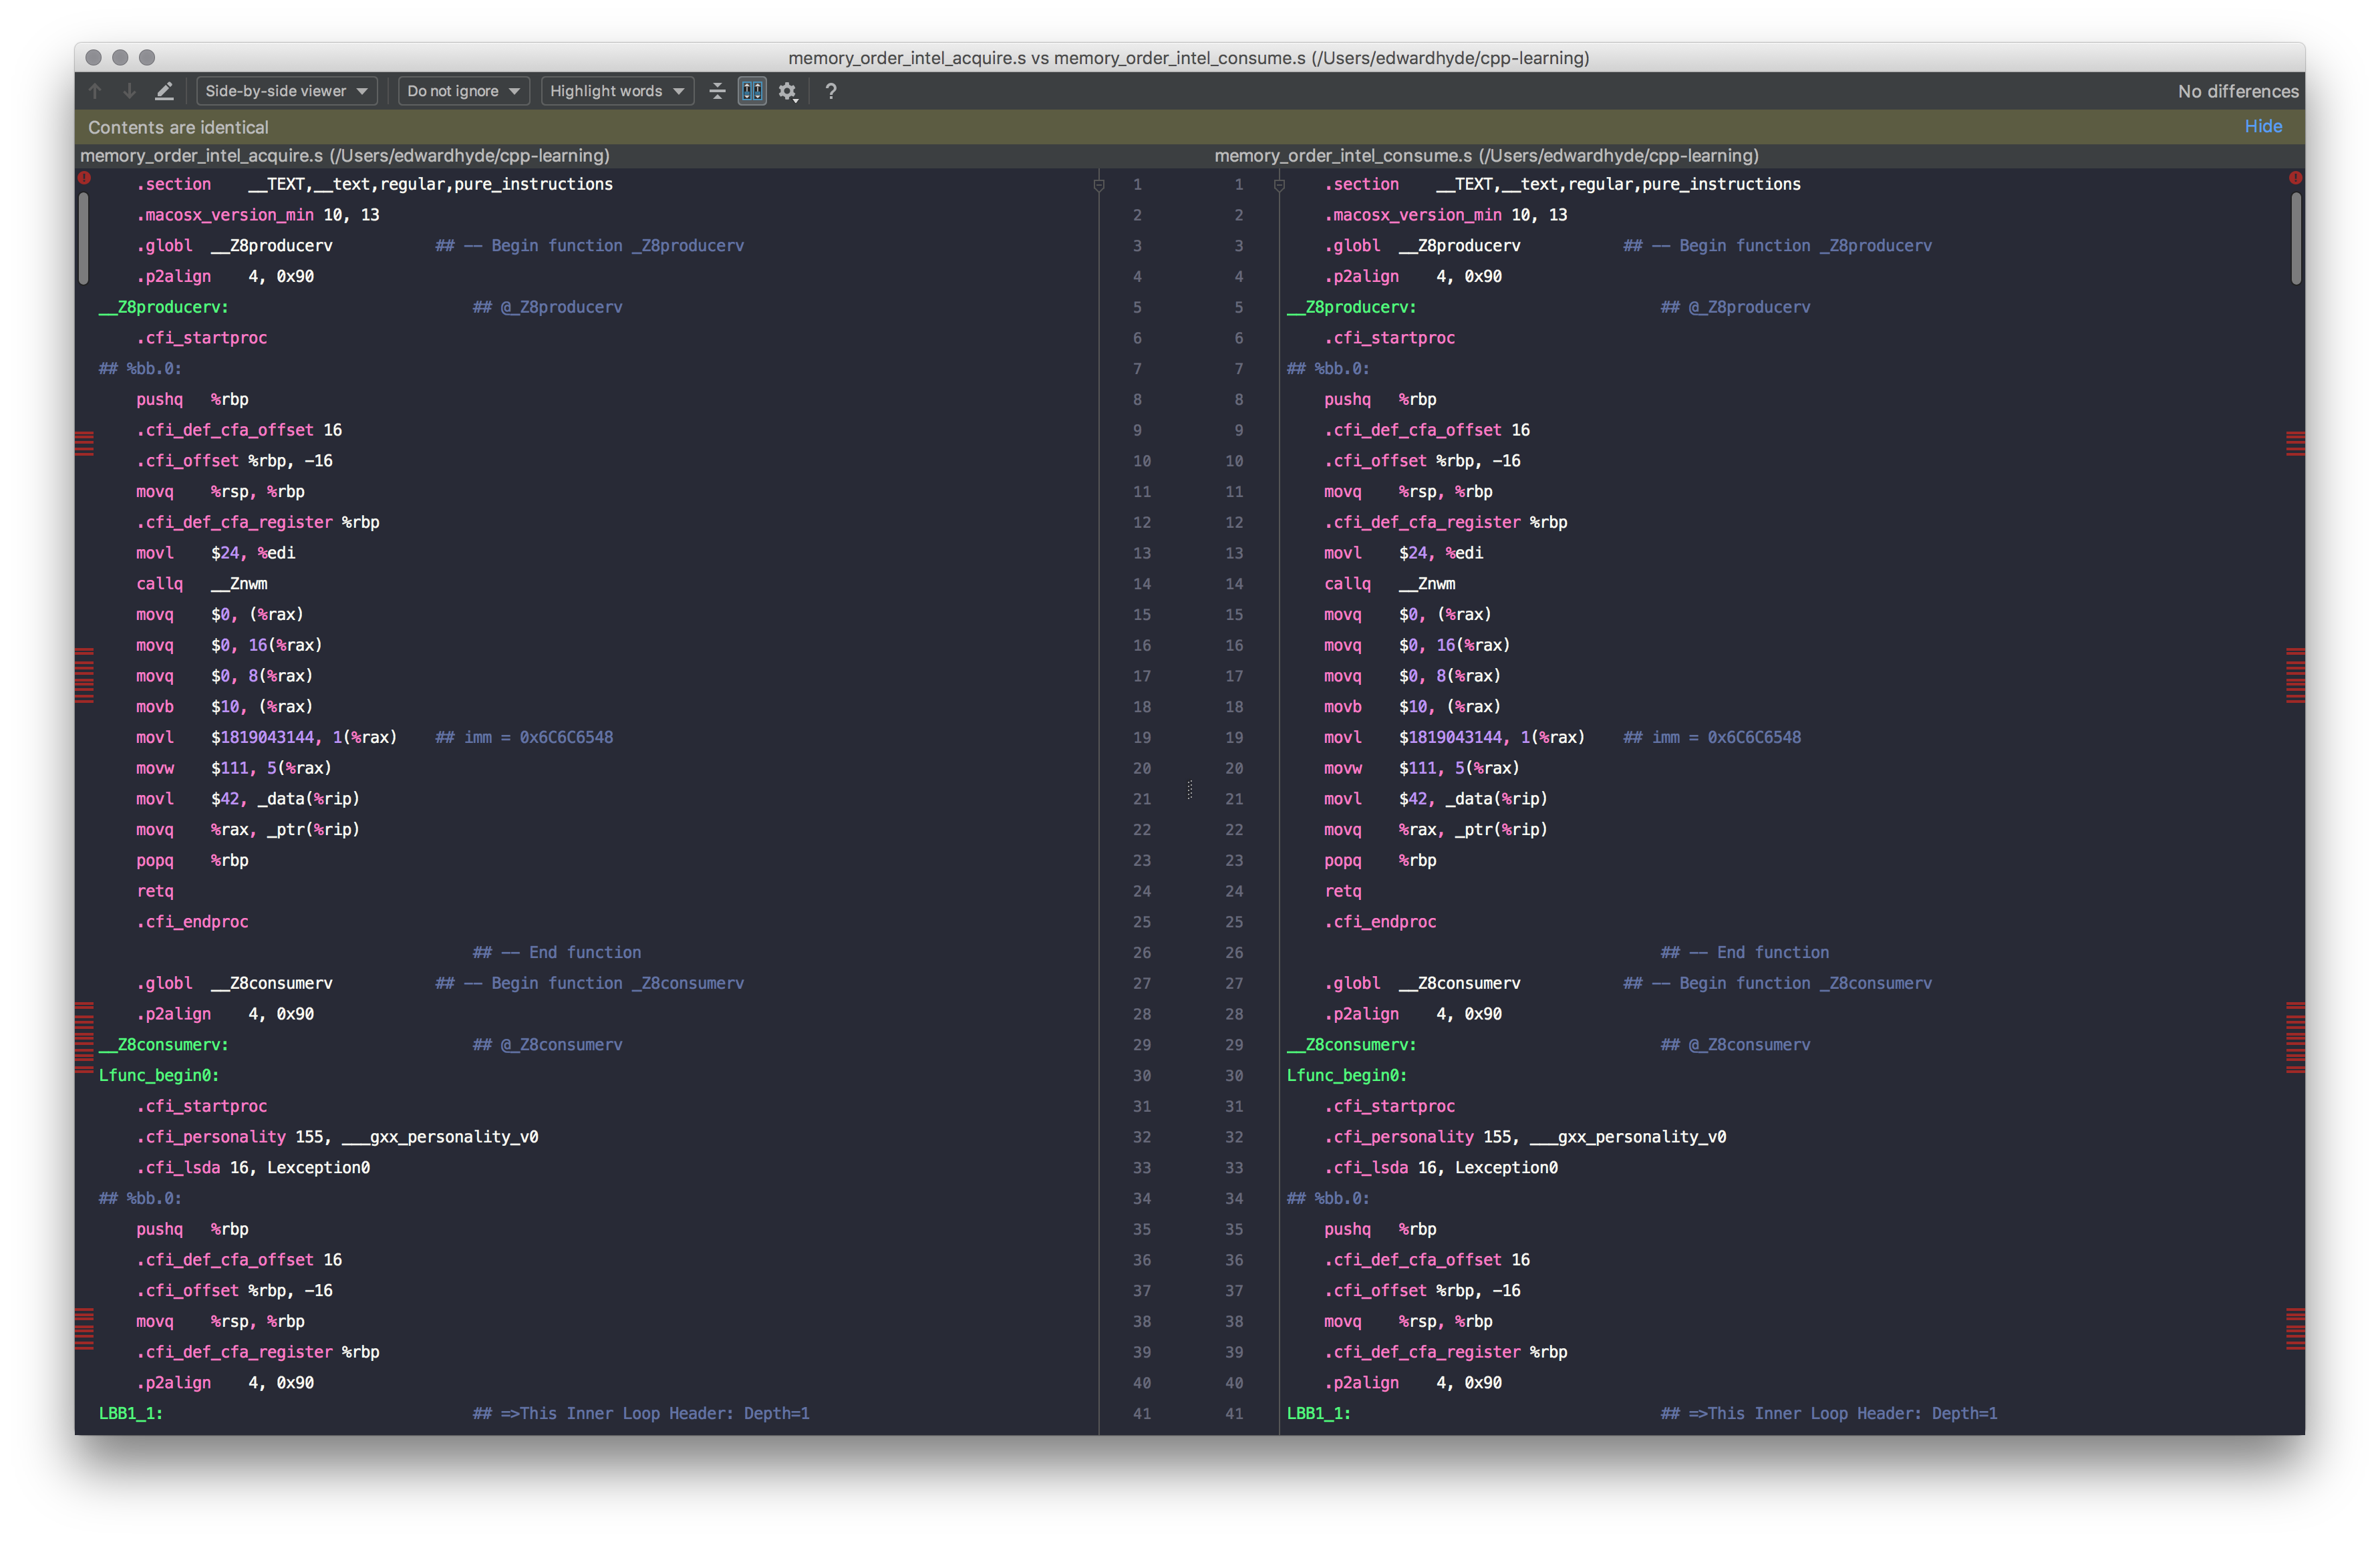 memory_order_intel_acquire.s vs memory_order_intel_consume.s (/Users/edwardhyde/cpp-learning)
Side-by-side viewer Do not ignore Highlight words ? No differences
Contents are identical Hide
memory_order_intel_acquire.s (/Users/edwardhyde/cpp-learning) memory_order_intel_consume.s (/Users/edwardhyde/cpp-learning)
.section __TEXT,__text,regular,pure_instructions 1 1 .section __TEXT,__text,regular,pure_instructions
.macosx_version_min 10, 13 2 2 .macosx_version_min 10, 13
.globl __Z8producerv ## -- Begin function _Z8producerv 3 3 .globl __Z8producerv ## -- Begin function _Z8producerv
.p2align 4, 0x90 4 4 .p2align 4, 0x90
__Z8producerv: ## @_Z8producerv 5 5 __Z8producerv: ## @_Z8producerv
.cfi_startproc 6 6 .cfi_startproc
## %bb.0: 7 7 ## %bb.0:
pushq %rbp 8 8 pushq %rbp
.cfi_def_cfa_offset 16 9 9 .cfi_def_cfa_offset 16
.cfi_offset %rbp, -16 10 10 .cfi_offset %rbp, -16
movq %rsp, %rbp 11 11 movq %rsp, %rbp
.cfi_def_cfa_register %rbp 12 12 .cfi_def_cfa_register %rbp
movl $24, %edi 13 13 movl $24, %edi
callq __Znwm 14 14 callq __Znwm
movq $0, (%rax) 15 15 movq $0, (%rax)
movq $0, 16(%rax) 16 16 movq $0, 16(%rax)
movq $0, 8(%rax) 17 17 movq $0, 8(%rax)
movb $10, (%rax) 18 18 movb $10, (%rax)
movl $1819043144, 1(%rax) ## imm = 0x6C6C6548 19 19 movl $1819043144, 1(%rax) ## imm = 0x6C6C6548
movw $111, 5(%rax) 20 20 movw $111, 5(%rax)
movl $42, _data(%rip) 21 21 movl $42, _data(%rip)
movq %rax, _ptr(%rip) 22 22 movq %rax, _ptr(%rip)
popq %rbp 23 23 popq %rbp
retq 24 24 retq
.cfi_endproc 25 25 .cfi_endproc
## -- End function 26 26 ## -- End function
.globl __Z8consumerv ## -- Begin function _Z8consumerv 27 27 .globl __Z8consumerv ## -- Begin function _Z8consumerv
.p2align 4, 0x90 28 28 .p2align 4, 0x90
__Z8consumerv: ## @_Z8consumerv 29 29 __Z8consumerv: ## @_Z8consumerv
Lfunc_begin0: 30 30 Lfunc_begin0:
.cfi_startproc 31 31 .cfi_startproc
.cfi_personality 155, ___gxx_personality_v0 32 32 .cfi_personality 155, ___gxx_personality_v0
.cfi_lsda 16, Lexception0 33 33 .cfi_lsda 16, Lexception0
## %bb.0: 34 34 ## %bb.0:
pushq %rbp 35 35 pushq %rbp
.cfi_def_cfa_offset 16 36 36 .cfi_def_cfa_offset 16
.cfi_offset %rbp, -16 37 37 .cfi_offset %rbp, -16
movq %rsp, %rbp 38 38 movq %rsp, %rbp
.cfi_def_cfa_register %rbp 39 39 .cfi_def_cfa_register %rbp
.p2align 4, 0x90 40 40 .p2align 4, 0x90
LBB1_1: ## =>This Inner Loop Header: Depth=1 41 41 LBB1_1: ## =>This Inner Loop Header: Depth=1